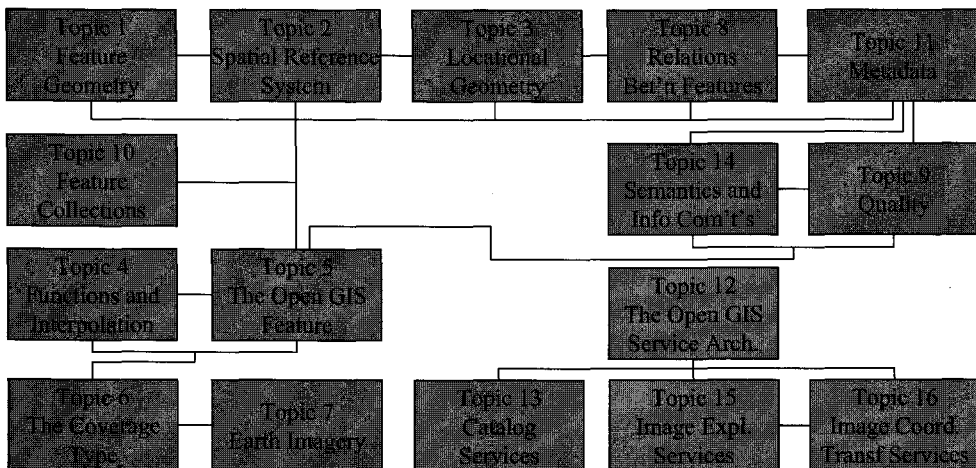 Topic 1
Feature
Geometry
Topic 2
Spatial Reference
System
Topic 3
Locational
Geometry
Topic 8
Relations
Bet'n Features
Topic 11
Metadata
Topic 10
Feature
Collections
Topic 14
Semantics and
Info Com't's
Topic 9
Quality
Topic 4
Functions and
Interpolation
Topic 5
The Open GIS
Feature
Topic 12
The Open GIS
Service Arch.
Topic 6
The Coverage
Type
Topic 7
Earth Imagery
Topic 13
Catalog
Services
Topic 15
Image Expl.
Services
Topic 16
Image Coord.
Transf Services